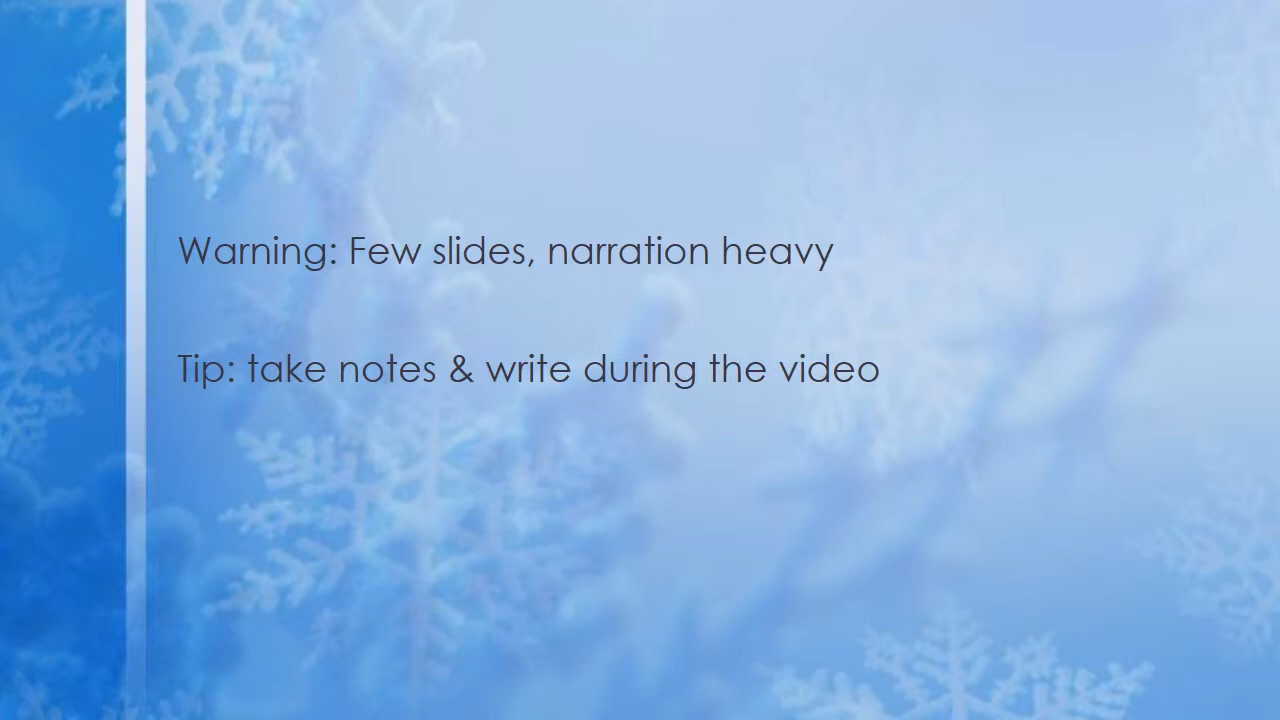 Warning: Few slides, narration heavy
Tip: take notes & write during the video